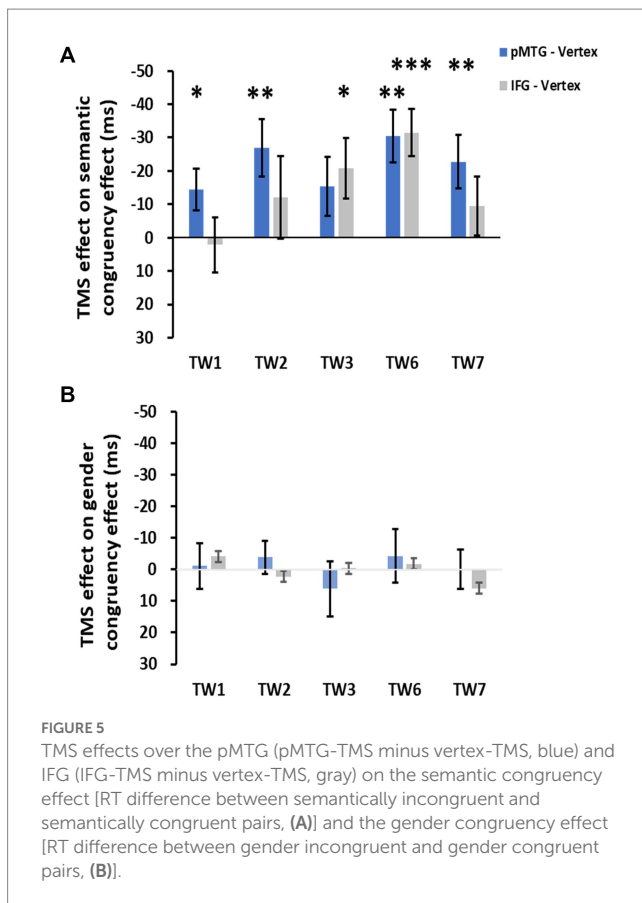 A
pMTG - Vertex
IFG - Vertex
*** **
* ** * **
TMS effect on semantic
congruency effect (ms)
-50
-40
-30
-20
-10
0
10
20
30
TW1 TW2 TW3 TW6 TW7
B
TMS effect on gender
congruency effect (ms)
-50
-40
-30
-20
-10
0
10
20
30
TW1 TW2 TW3 TW6 TW7
FIGURE 5
TMS effects over the pMTG (pMTG-TMS minus vertex-TMS, blue) and
IFG (IFG-TMS minus vertex-TMS, gray) on the semantic congruency
effect [RT difference between semantically incongruent and
semantically congruent pairs, (A)] and the gender congruency effect
[RT difference between gender incongruent and gender congruent
pairs, (B)].